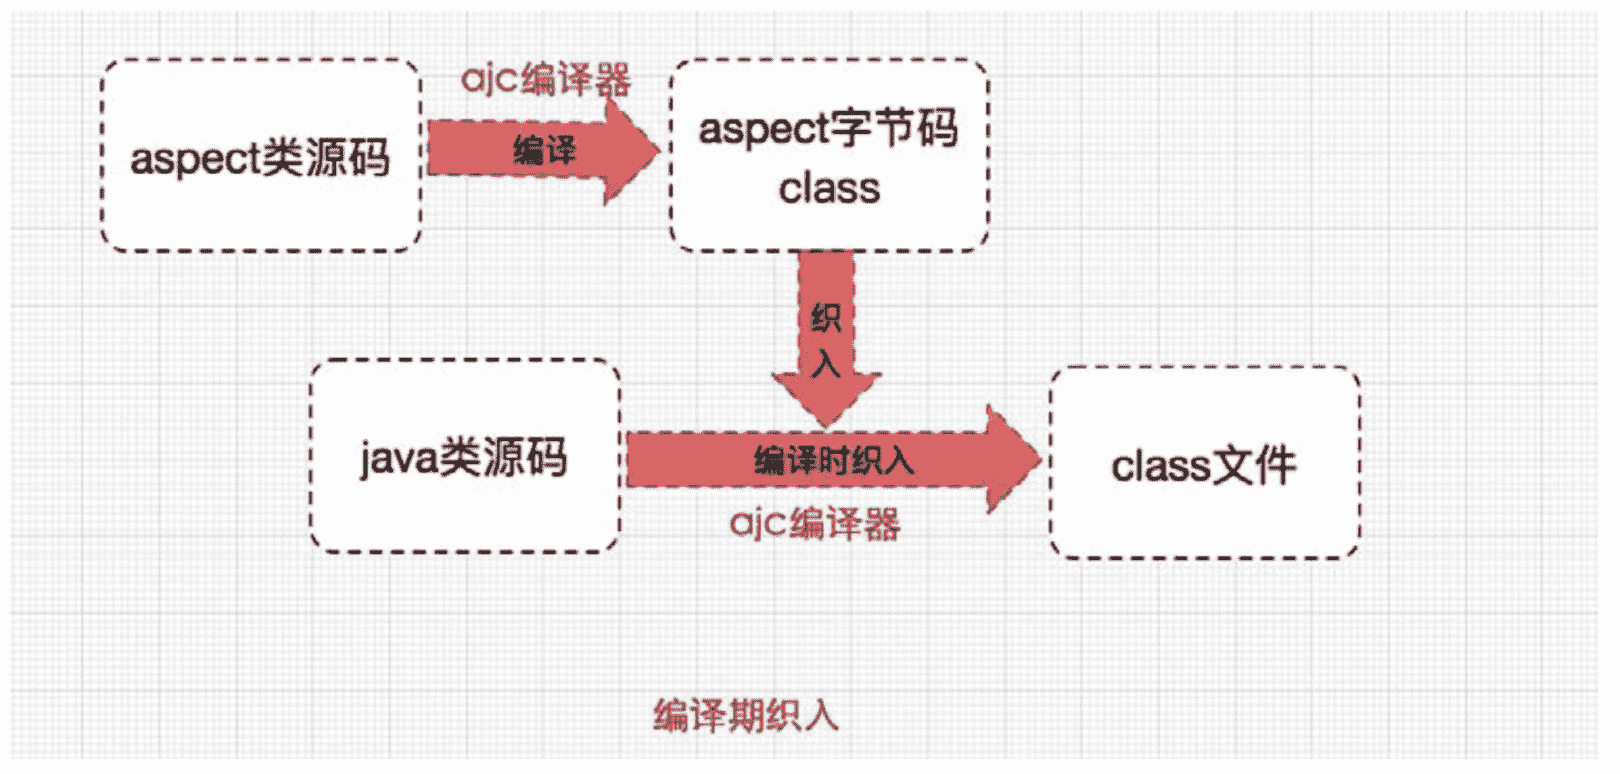 ajc编译器
aspect类源码
编译
aspect字节码
class
织
入
java类源码
编译时织入
class文件
ajc编译器
编译期织入